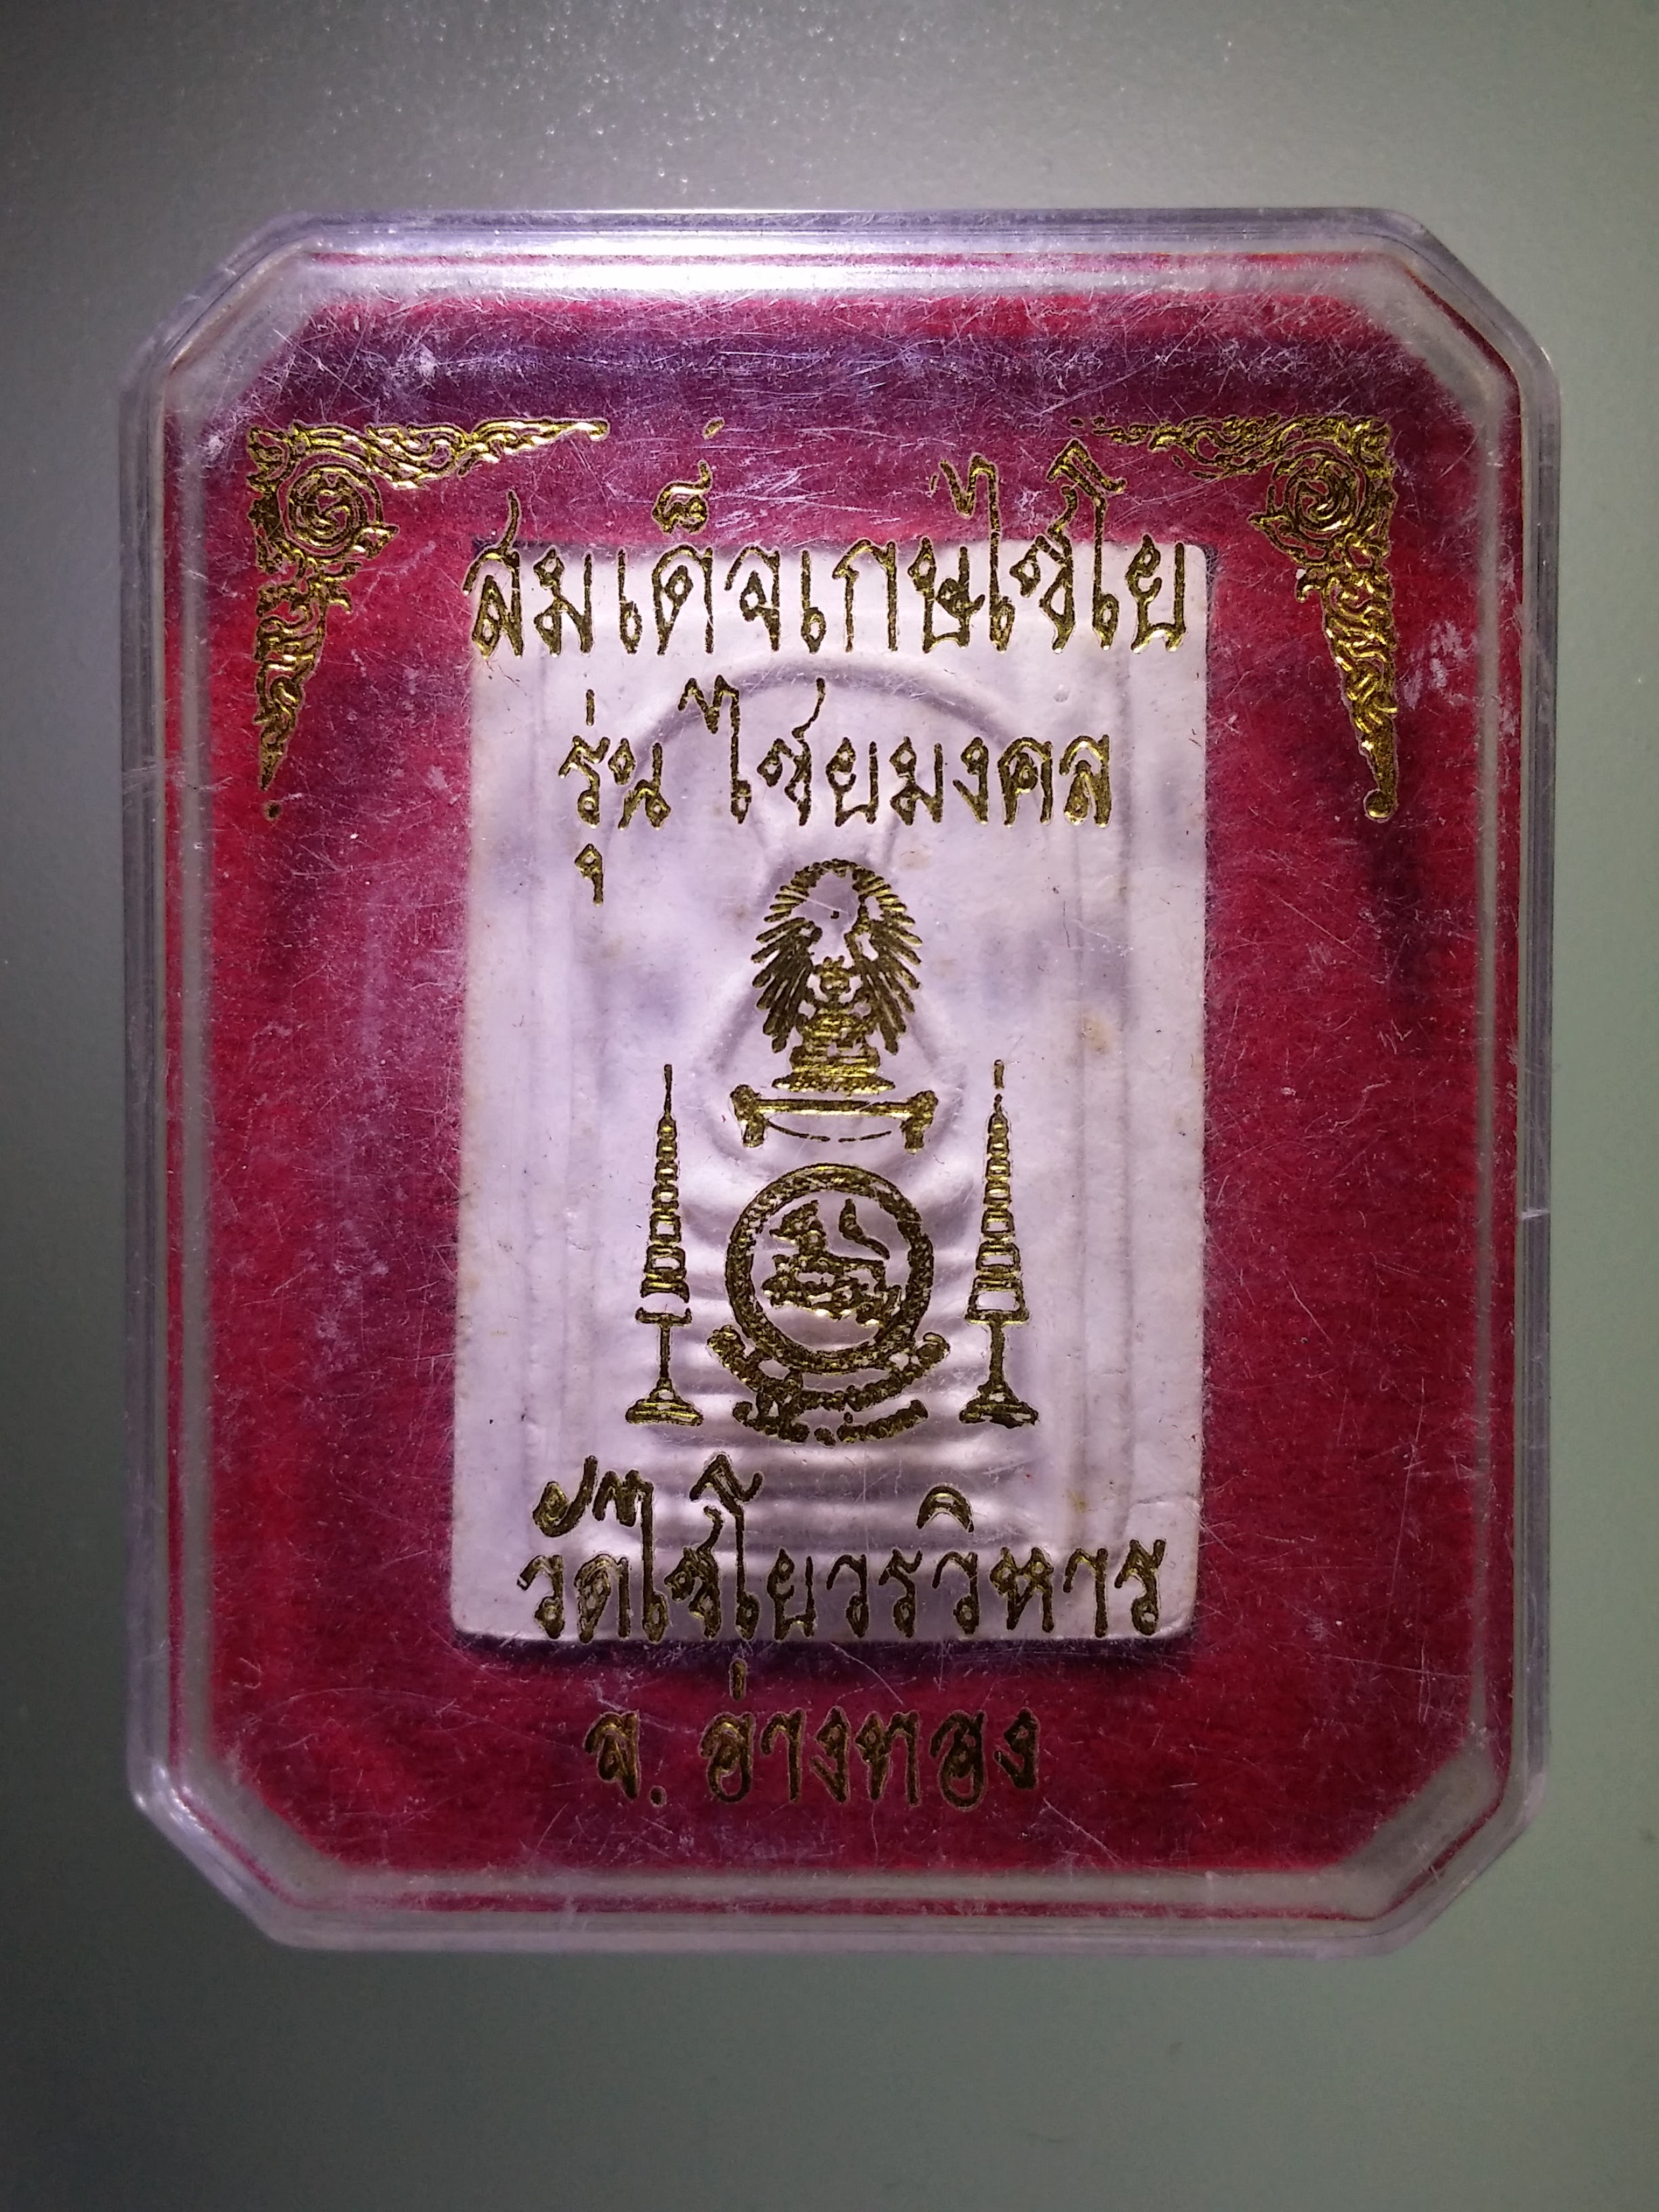 สมเด็จเกษไชโย
รุ่น ไชยมงคล
วัดไชโยวรวิหาร
จ. อ่างทอง